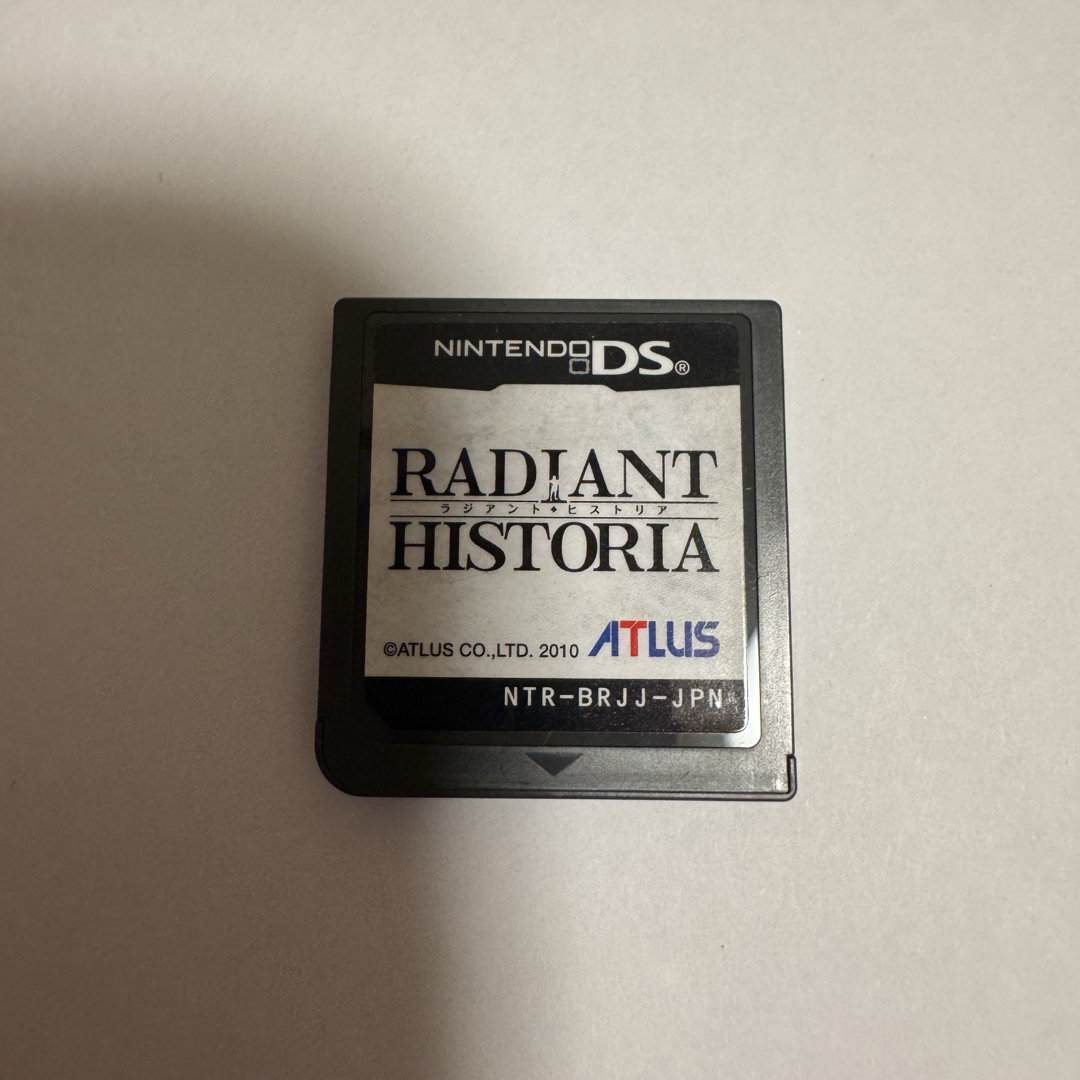 NINTENDO DS®
RADIANT
ラジアント◆ヒストリア
HISTORIA
©ATLUS CO.,LTD. 2010 ATLUS
NTR-BRJJ-JPN